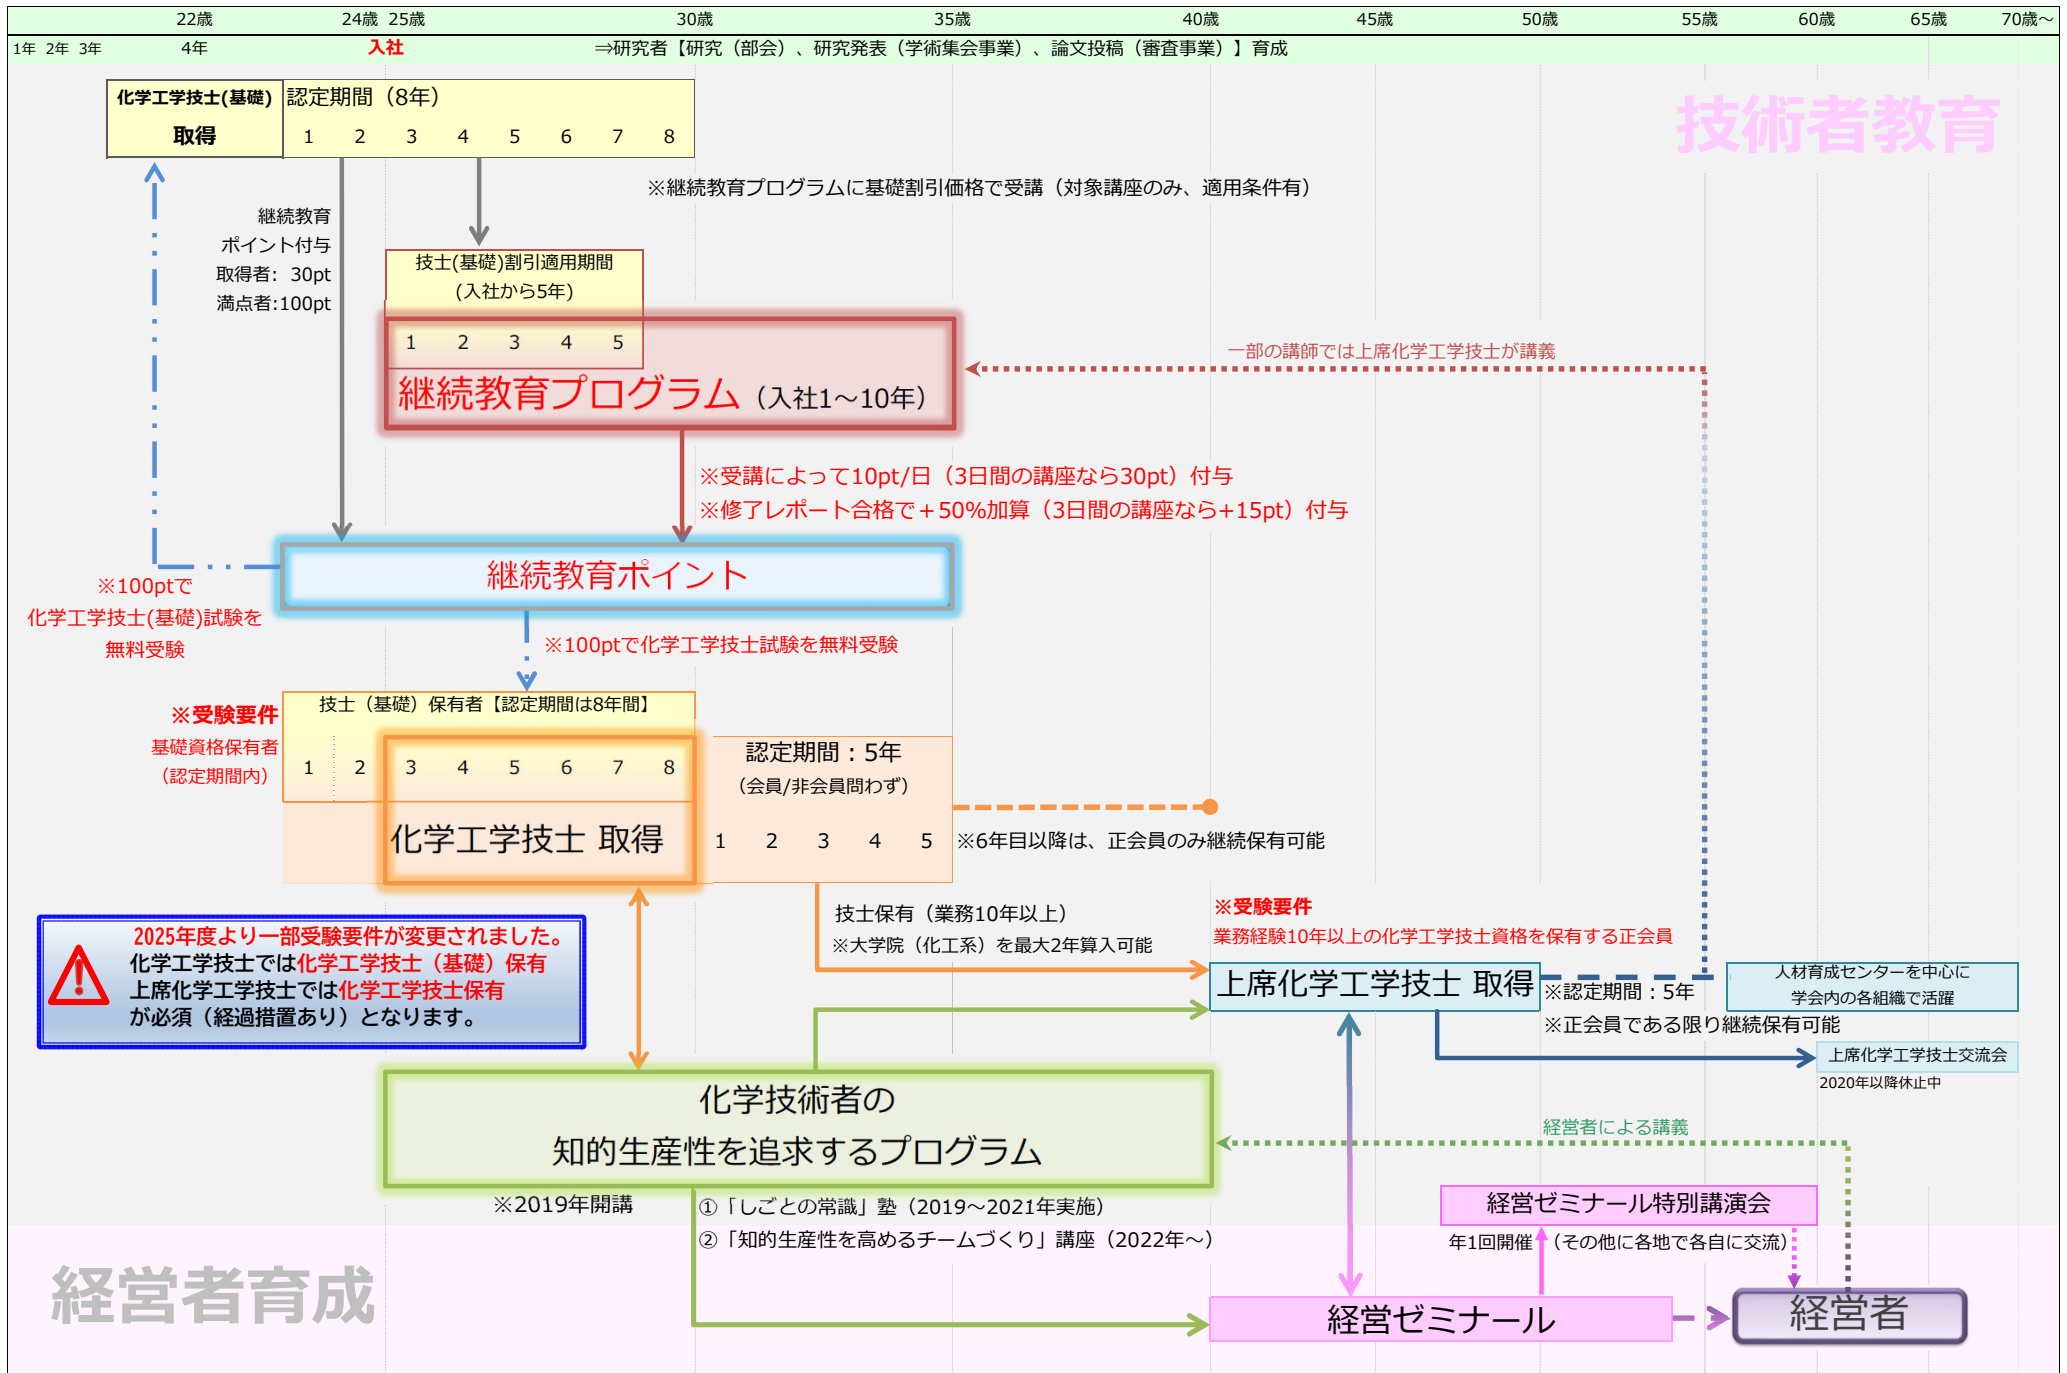 22歳 24歳 25歳 30歳 35歳 40歳 45歳 50歳 55歳 60歳 65歳 70歳～
1年 2年 3年 4年 入社 ⇒研究者【研究（部会）、研究発表（学術集会事業）、論文投稿（審査事業）】育成
化学工学技士(基礎)
取得
認定期間（8年）
1 2 3 4 5 6 7 8
技術者教育
※継続教育プログラムに基礎割引価格で受講（対象講座のみ、適用条件有）
継続教育
ポイント付与
取得者: 30pt
満点者:100pt
技士(基礎)割引適用期間
(入社から5年)
1 2 3 4 5
継続教育プログラム（入社1～10年）
一部の講師では上席化学工学技士が講義
※受講によって10pt/日（3日間の講座なら30pt）付与
※修了レポート合格で＋50%加算（3日間の講座なら+15pt）付与
継続教育ポイント
※100ptで
化学工学技士(基礎)試験を
無料受験
※100ptで化学工学技士試験を無料受験
※受験要件
基礎資格保有者
（認定期間内）
技士（基礎）保有者【認定期間は8年間】
1 2 3 4 5 6 7 8
化学工学技士 取得
認定期間：5年
（会員/非会員問わず）
1 2 3 4 5
※6年目以降は、正会員のみ継続保有可能
技士保有（業務10年以上）
※大学院（化工系）を最大2年算入可能
※受験要件
業務経験10年以上の化学工学技士資格を保有する正会員
2025年度より一部受験要件が変更されました。
化学工学技士では化学工学技士（基礎）保有
上席化学工学技士では化学工学技士保有
が必須（経過措置あり）となります。
上席化学工学技士 取得
※認定期間：5年
※正会員である限り継続保有可能
人材育成センターを中心に
学会内の各組織で活躍
上席化学工学技士交流会
2020年以降休止中
化学技術者の
知的生産性を追求するプログラム
経営者による講義
※2019年開講
①「しごとの常識」塾（2019～2021年実施）
②「知的生産性を高めるチームづくり」講座（2022年～）
経営ゼミナール特別講演会
年1回開催 （その他に各地で各自に交流）
経営者育成
経営ゼミナール
経営者